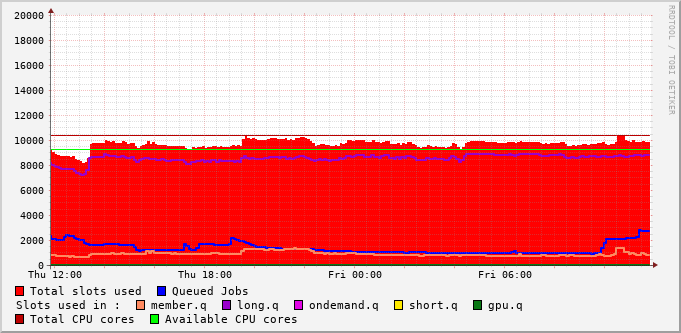 20000
18000
16000
14000
12000
10000
8000
6000
4000
2000
0
Thu 12:00 Thu 18:00 Fri 00:00 Fri 06:00
Total slots used Queued Jobs
Slots used in : member.q long.q ondemand.q short.q gpu.q
Total CPU cores Available CPU cores
RRDTOOL / TOBI OETIKER